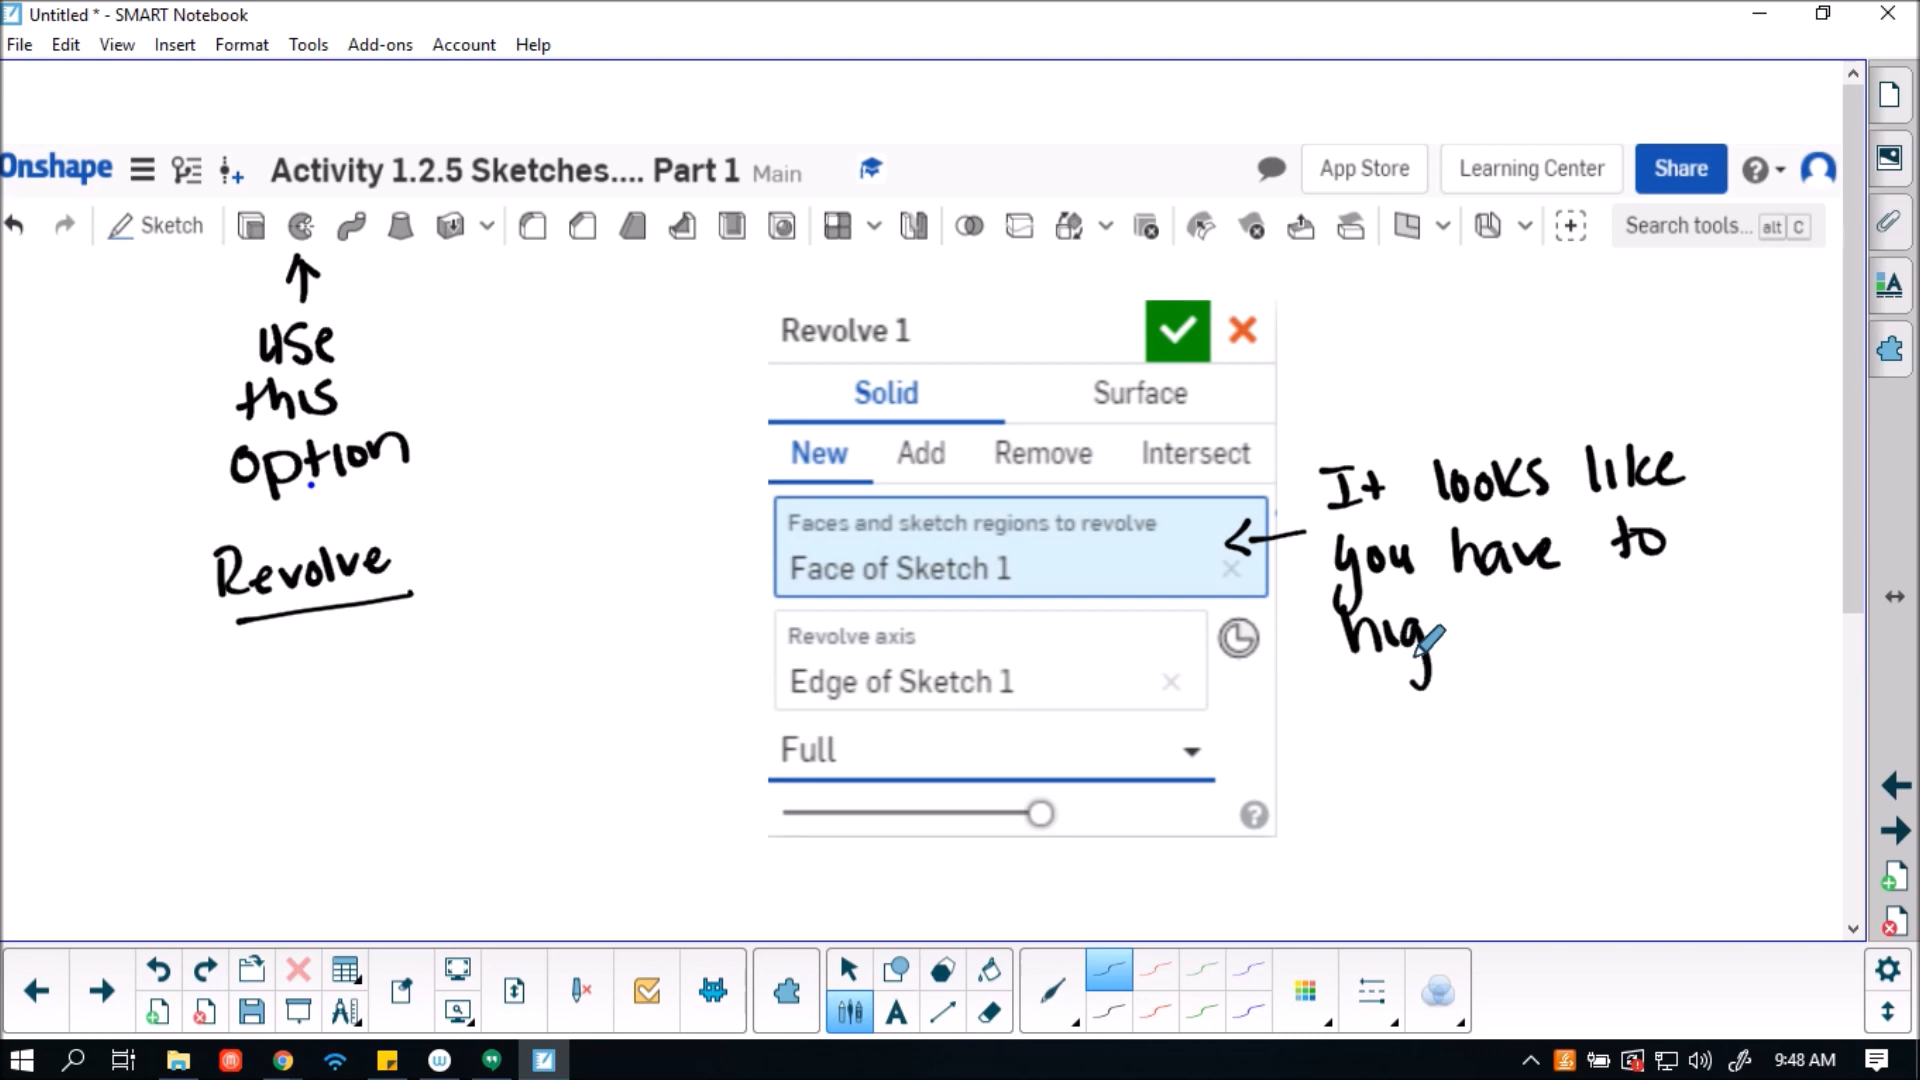 Untitled * - SMART Notebook
File Edit View Insert Format Tools Add-ons Account Help
Onshape Activity 1.2.5 Sketches.... Part 1 Main App Store Learning Center Share
Sketch Search tools... alt C
use
this
option
Revolve
Revolve 1
Solid Surface
New Add Remove Intersect
Faces and sketch regions to revolve
Face of Sketch 1
Revolve axis
Edge of Sketch 1
Full
It looks like
you have to
hig
9:48 AM